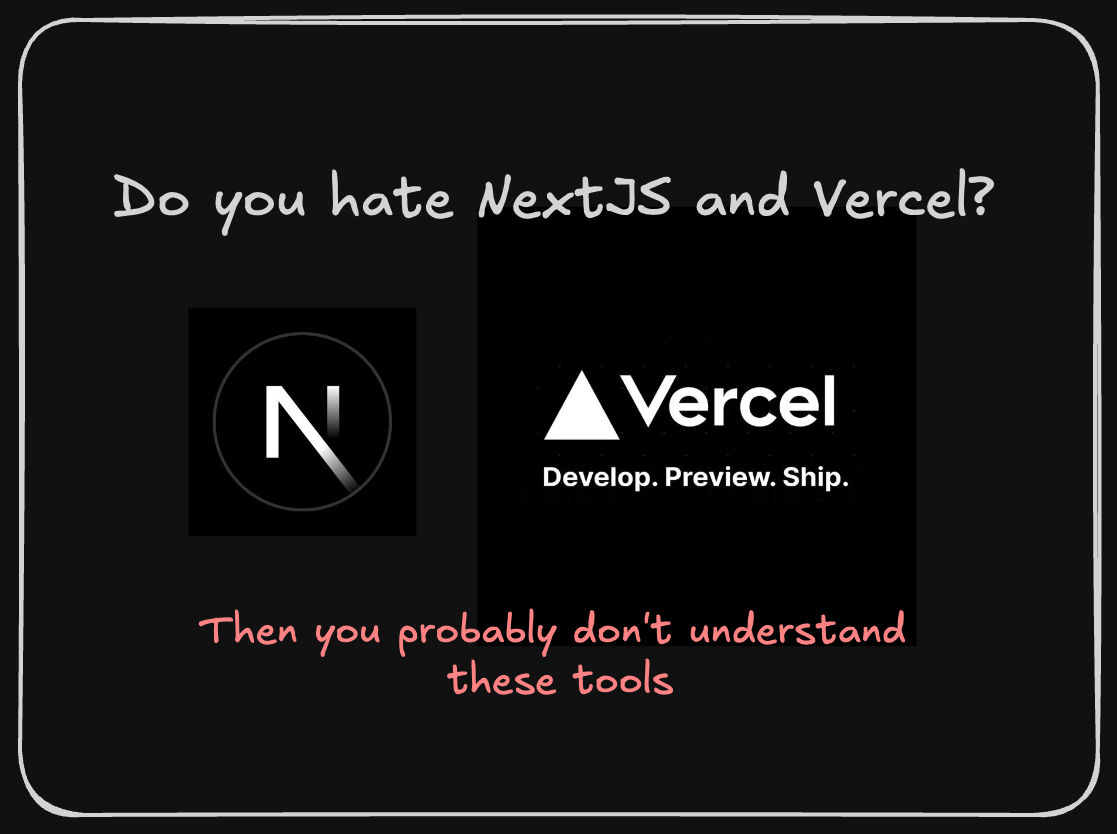 Do you hate NextJS and Vercel?
N
Vercel
Develop. Preview. Ship.
Then you probably don't understand
these tools